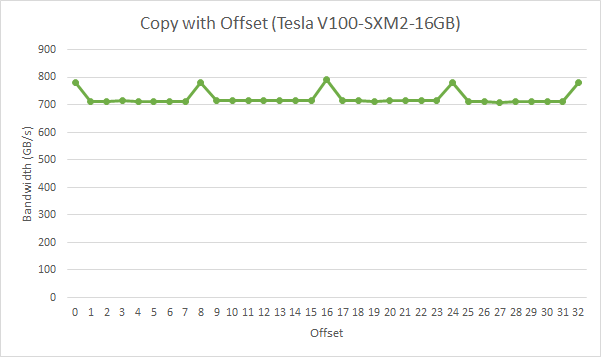 Copy with Offset (Tesla V100-SXM2-16GB)
900
800
700
600
500
400
300
200
100
0
Bandwidth (GB/s)
0 1 2 3 4 5 6 7 8 9 10 11 12 13 14 15 16 17 18 19 20 21 22 23 24 25 26 27 28 29 30 31 32
Offset